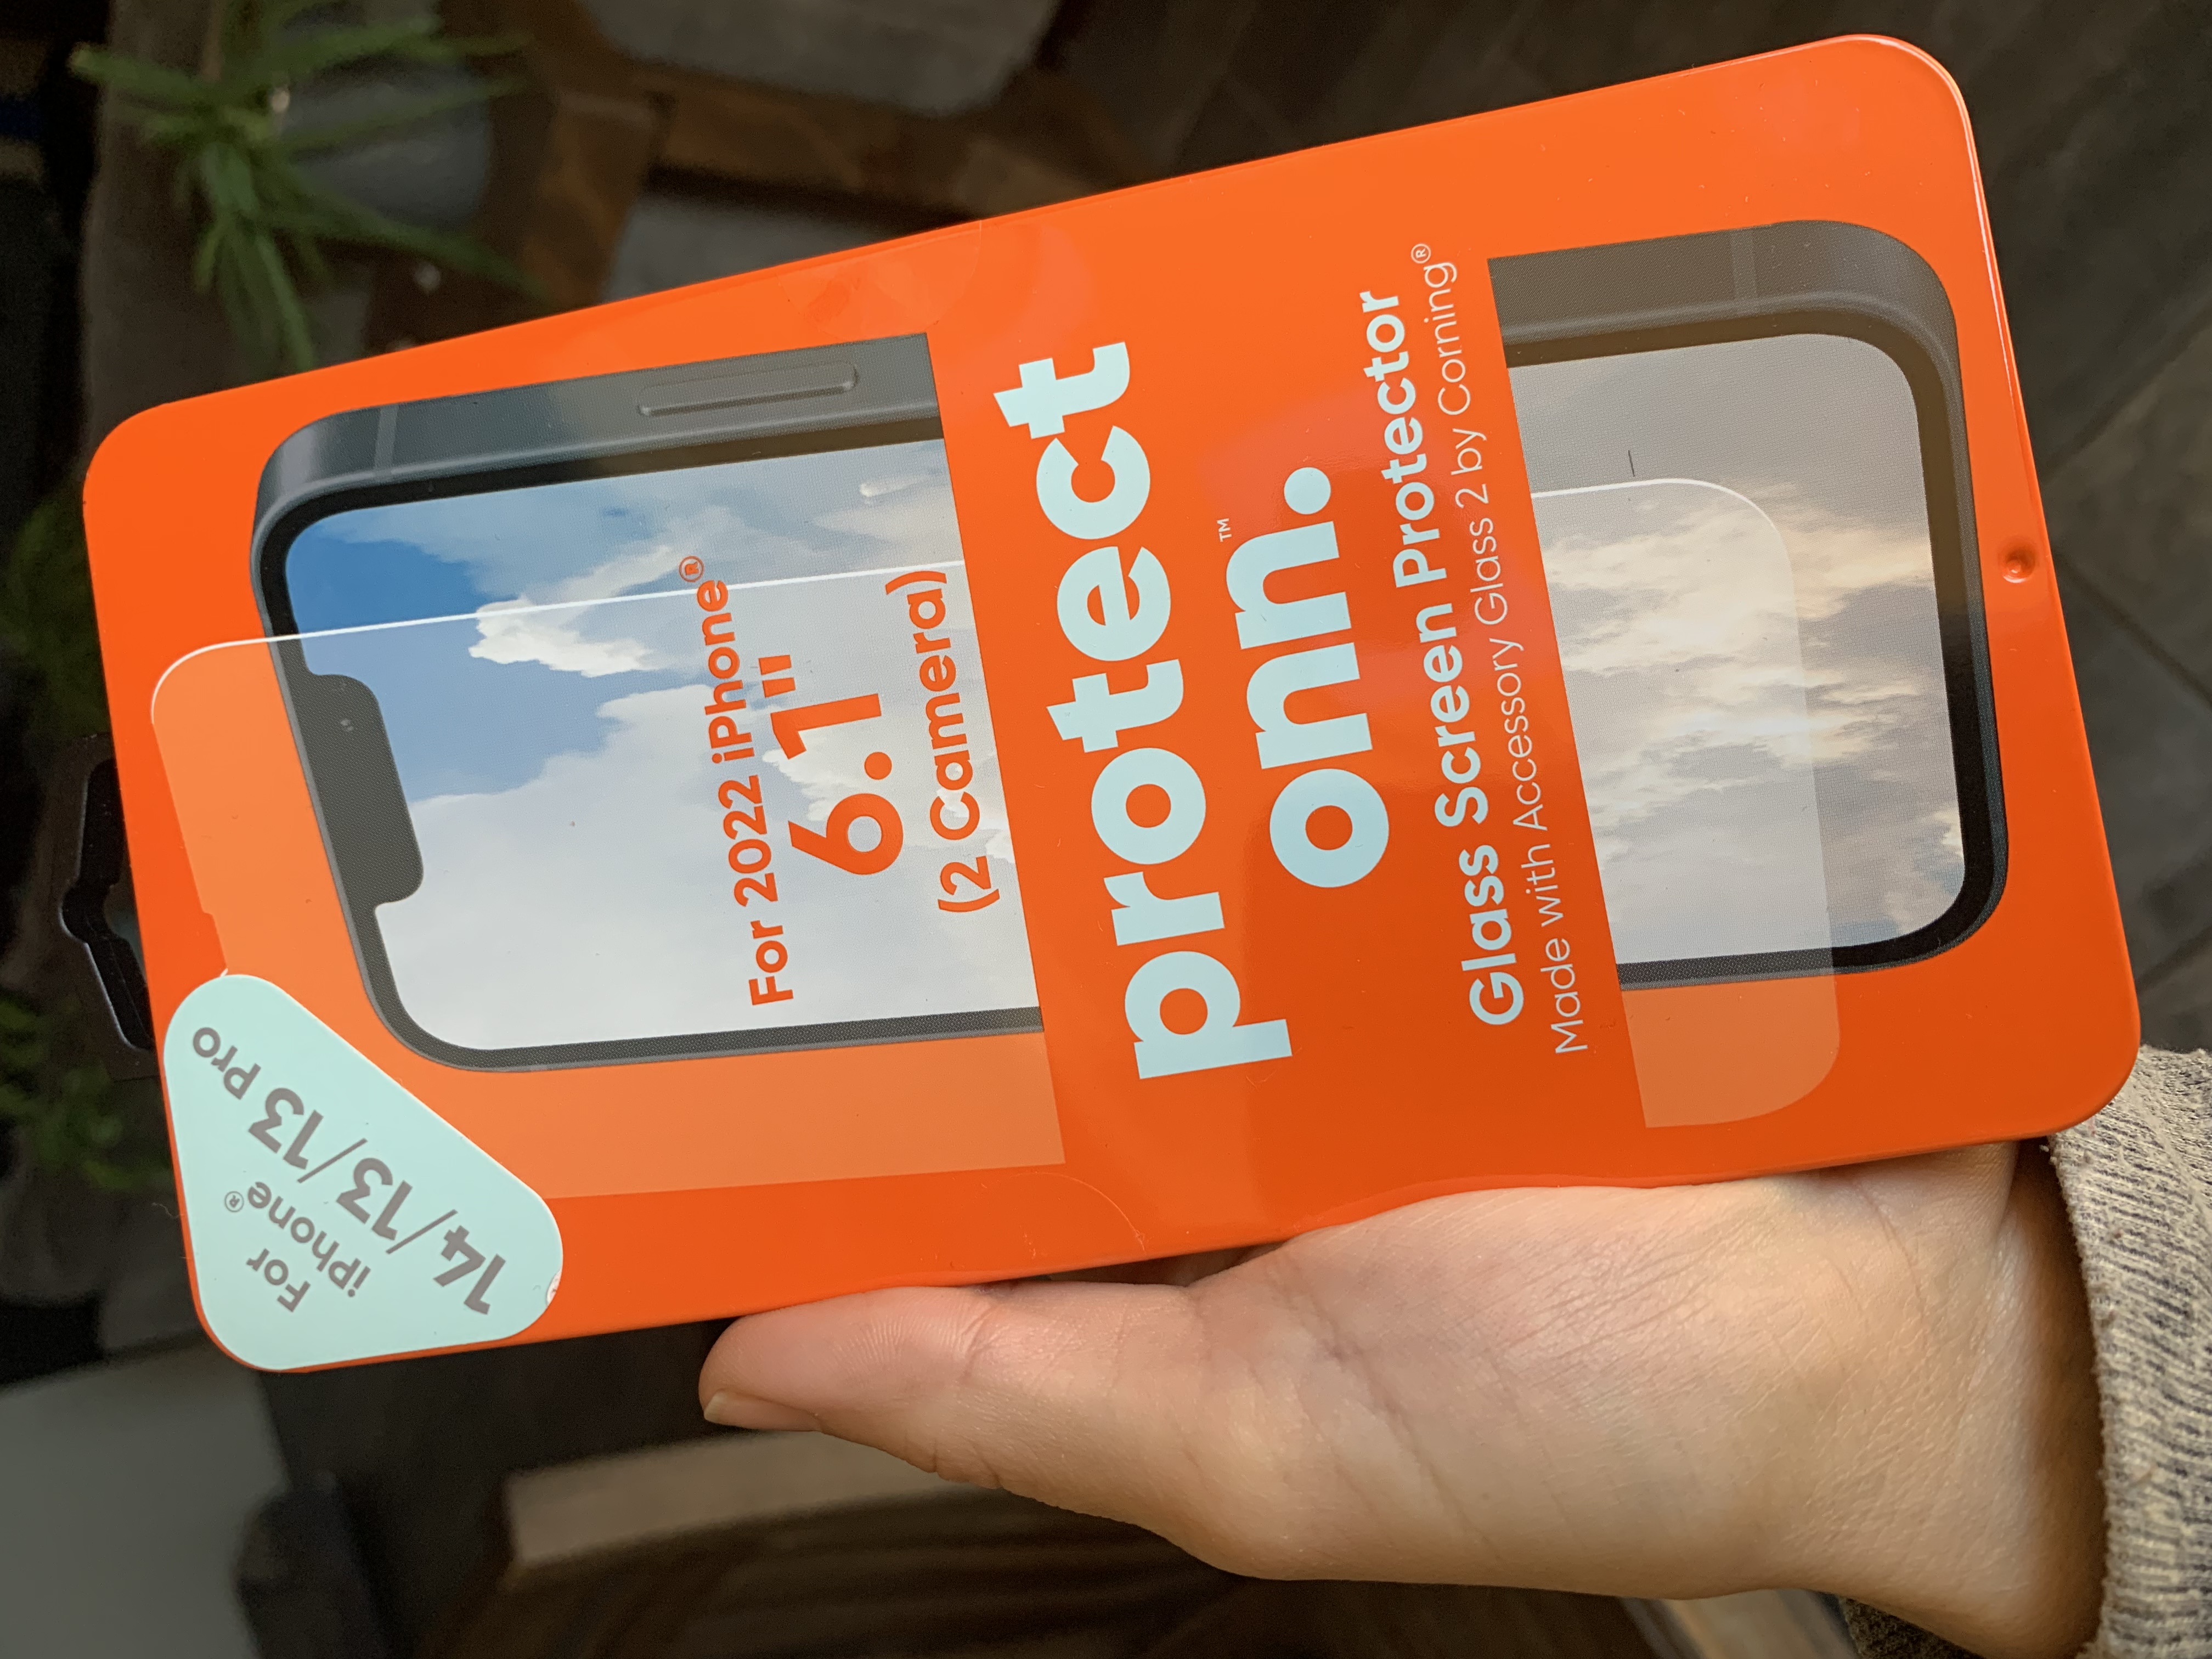 For
iPhone®
14/13/13 Pro
For 2022 iPhone®
6.1"
(2 Camera)
protect
onn.™
Glass Screen Protector
Made with Accessory Glass 2 by Corning®